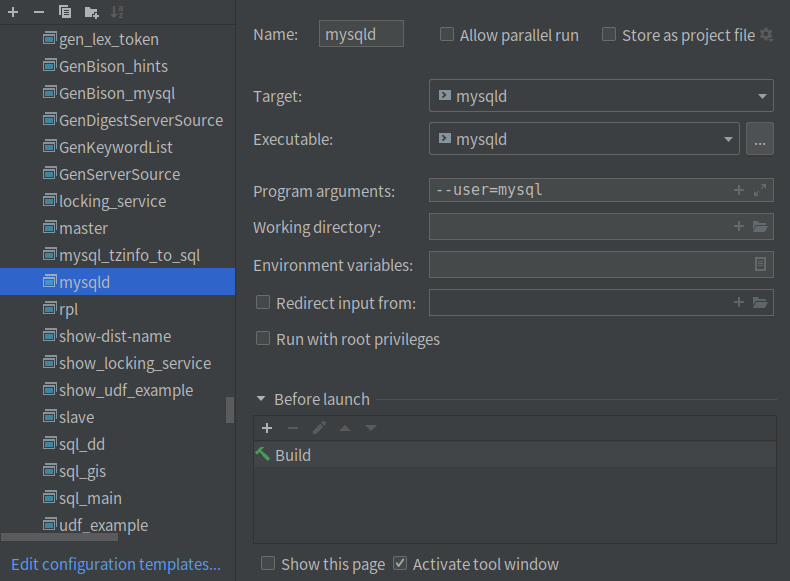 gen_lex_token
GenBison_hints
GenBison_mysql
GenDigestServerSource
GenKeywordList
GenServerSource
locking_service
master
mysql_tzinfo_to_sql
mysqld
rpl
show-dist-name
show_locking_service
show_udf_example
slave
sql_dd
sql_gis
sql_main
udf_example
Edit configuration templates...
Name: mysqld Allow parallel run Store as project file
Target: mysqld
Executable: mysqld ...
Program arguments: --user=mysql
Working directory:
Environment variables:
Redirect input from:
Run with root privileges
Before launch
Build
Show this page Activate tool window